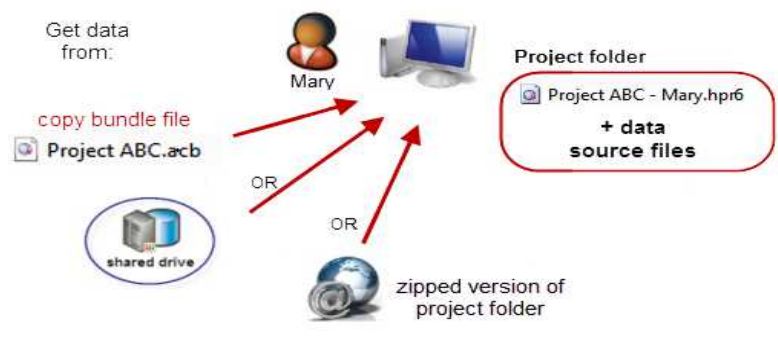 Get data
from:
Mary
Project folder
Project ABC - Mary.hpr6
+ data
source files
copy bundle file
Project ABC.acb
OR
shared drive
OR
zipped version of
project folder